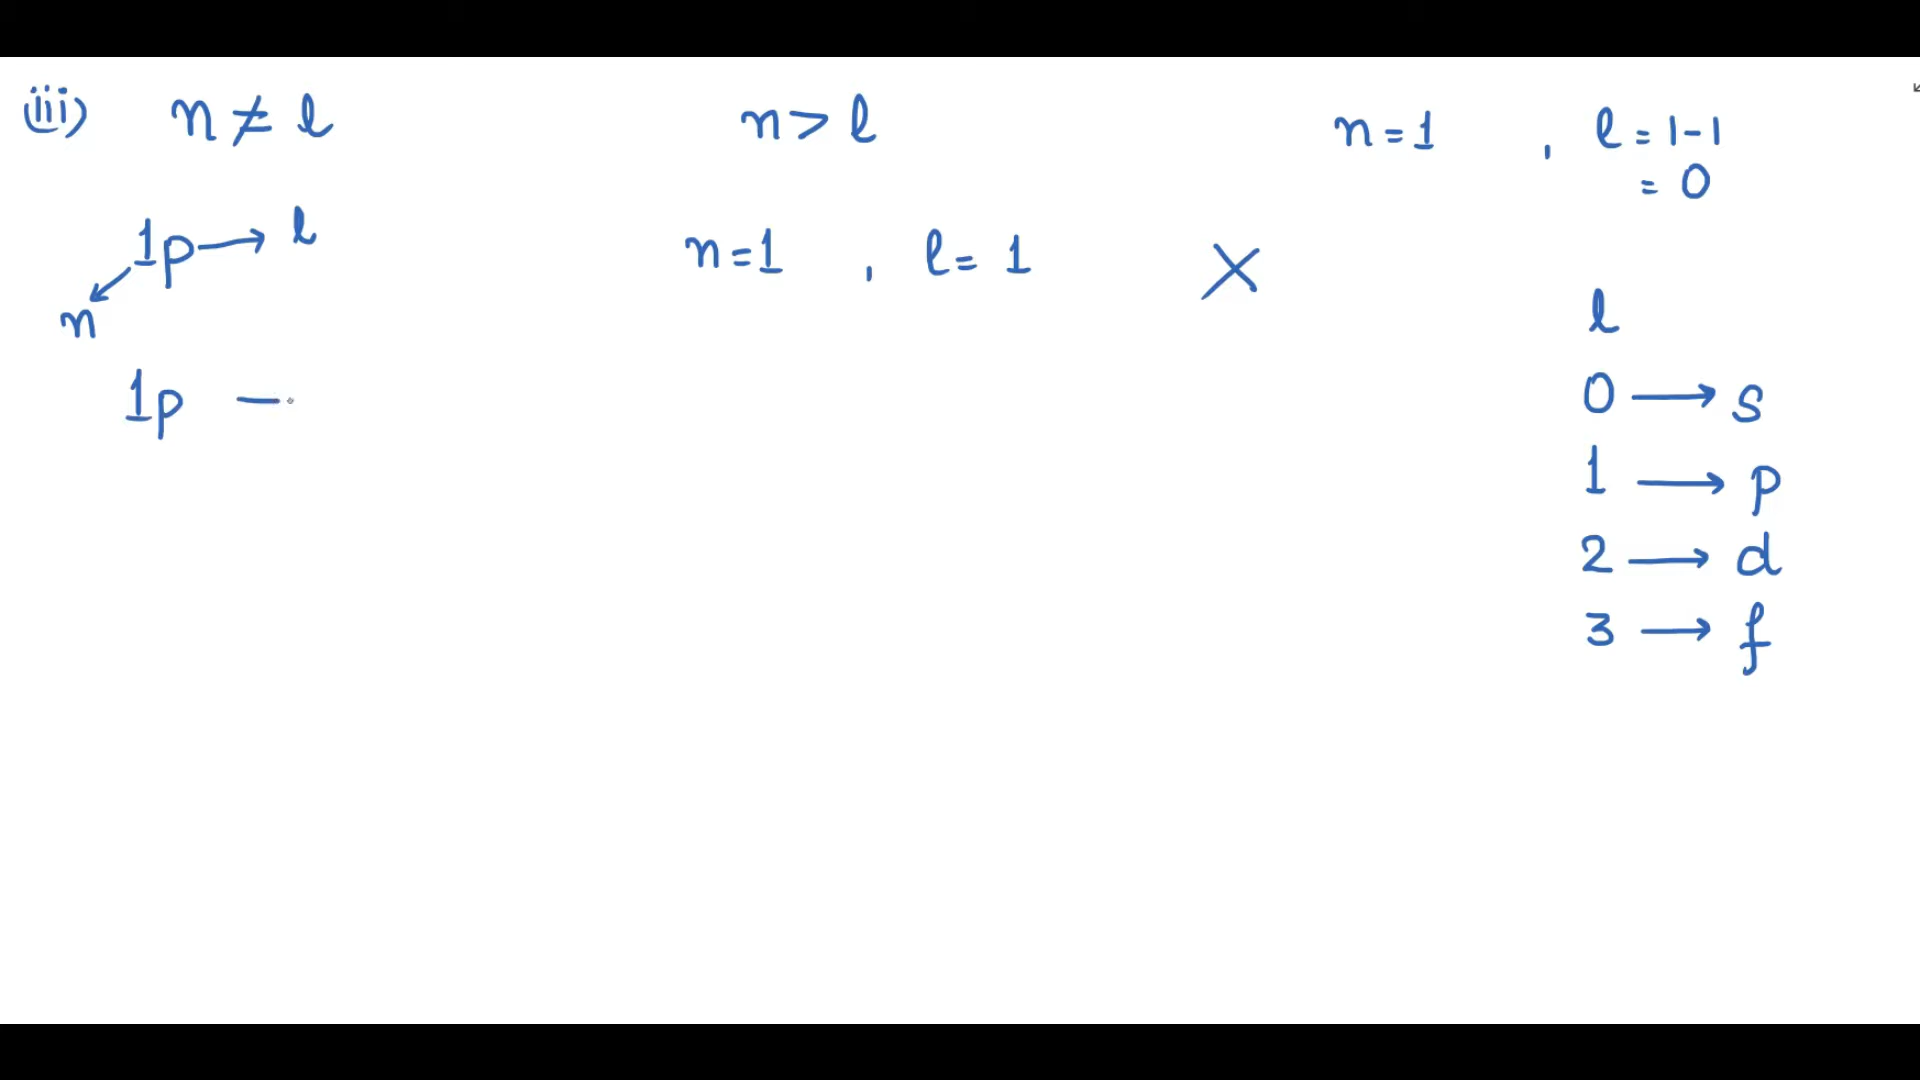 (iii) n ≠ l n > l n = 1 , l = 1 - 1
= 0
1p → l n = 1 , l = 1 X
n
l
1p —
0 → s
1 → p
2 → d
3 → f